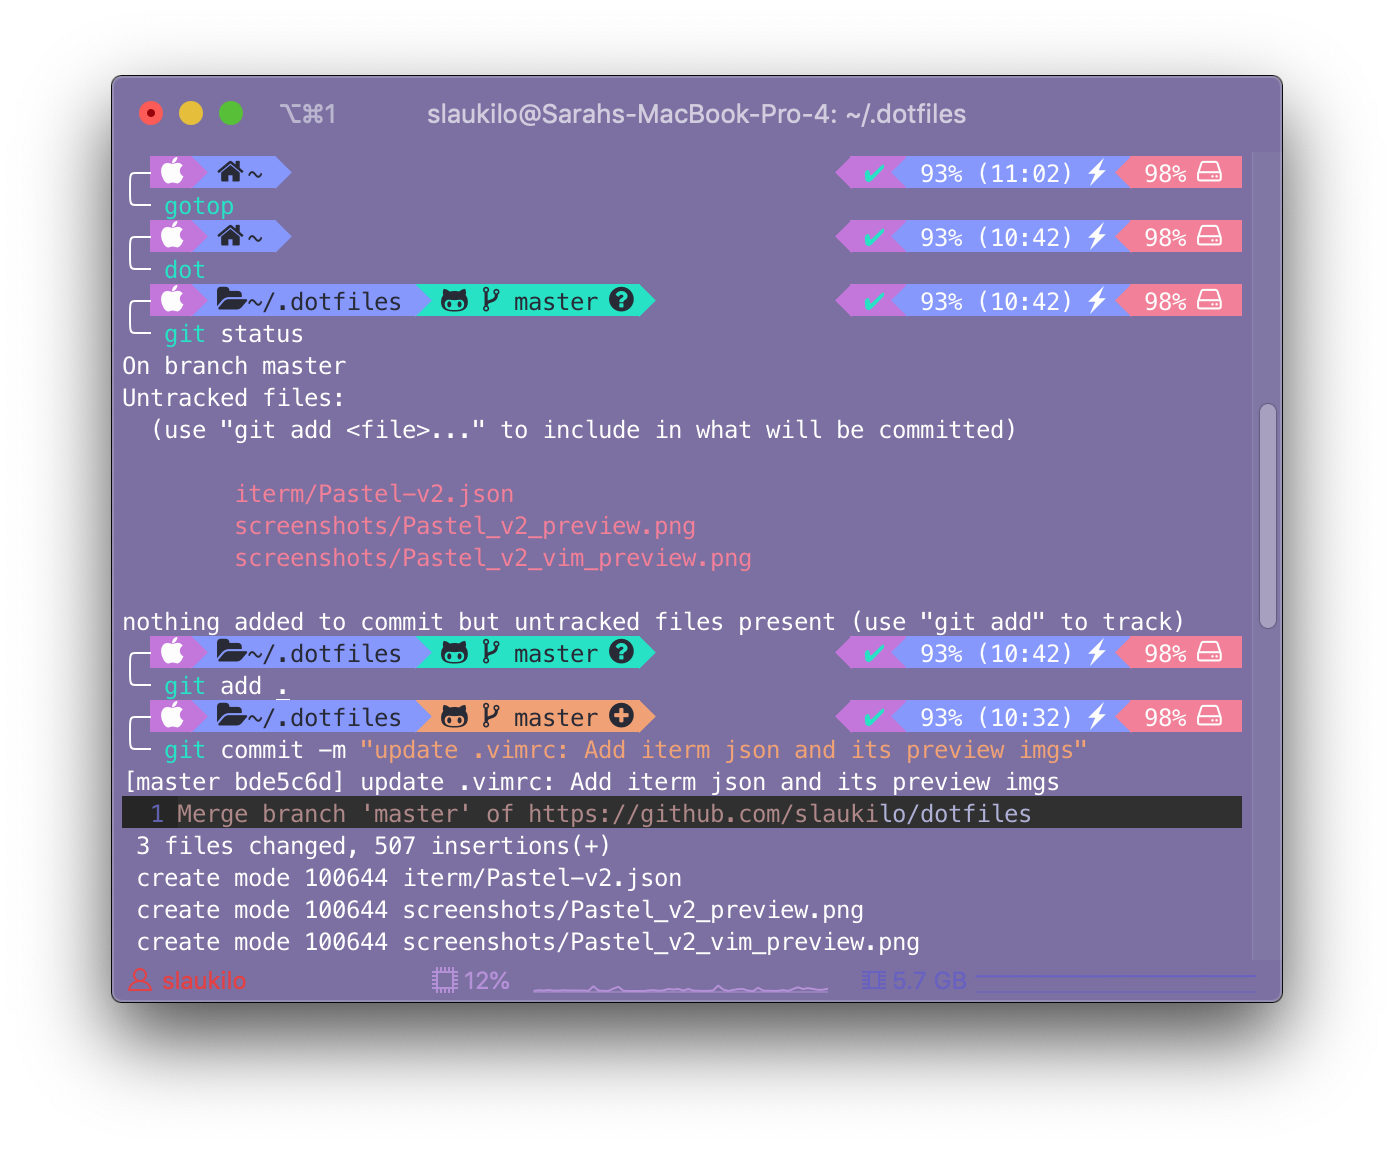 ⌥⌘1 slaukilo@Sarahs-MacBook-Pro-4: ~/.dotfiles
~ ✔ 93% (11:02) ⚡ 98%
gotop
~ ✔ 93% (10:42) ⚡ 98%
dot
~/.dotfiles master ? ✔ 93% (10:42) ⚡ 98%
git status
On branch master
Untracked files:
(use "git add <file>..." to include in what will be committed)
iterm/Pastel-v2.json
screenshots/Pastel_v2_preview.png
screenshots/Pastel_v2_vim_preview.png
nothing added to commit but untracked files present (use "git add" to track)
~/.dotfiles master ? ✔ 93% (10:42) ⚡ 98%
git add .
~/.dotfiles master + ✔ 93% (10:32) ⚡ 98%
git commit -m "update .vimrc: Add iterm json and its preview imgs"
[master bde5c6d] update .vimrc: Add iterm json and its preview imgs
1 Merge branch 'master' of https://github.com/slaukilo/dotfiles
3 files changed, 507 insertions(+)
create mode 100644 iterm/Pastel-v2.json
create mode 100644 screenshots/Pastel_v2_preview.png
create mode 100644 screenshots/Pastel_v2_vim_preview.png
slaukilo 12% 5.7 GB